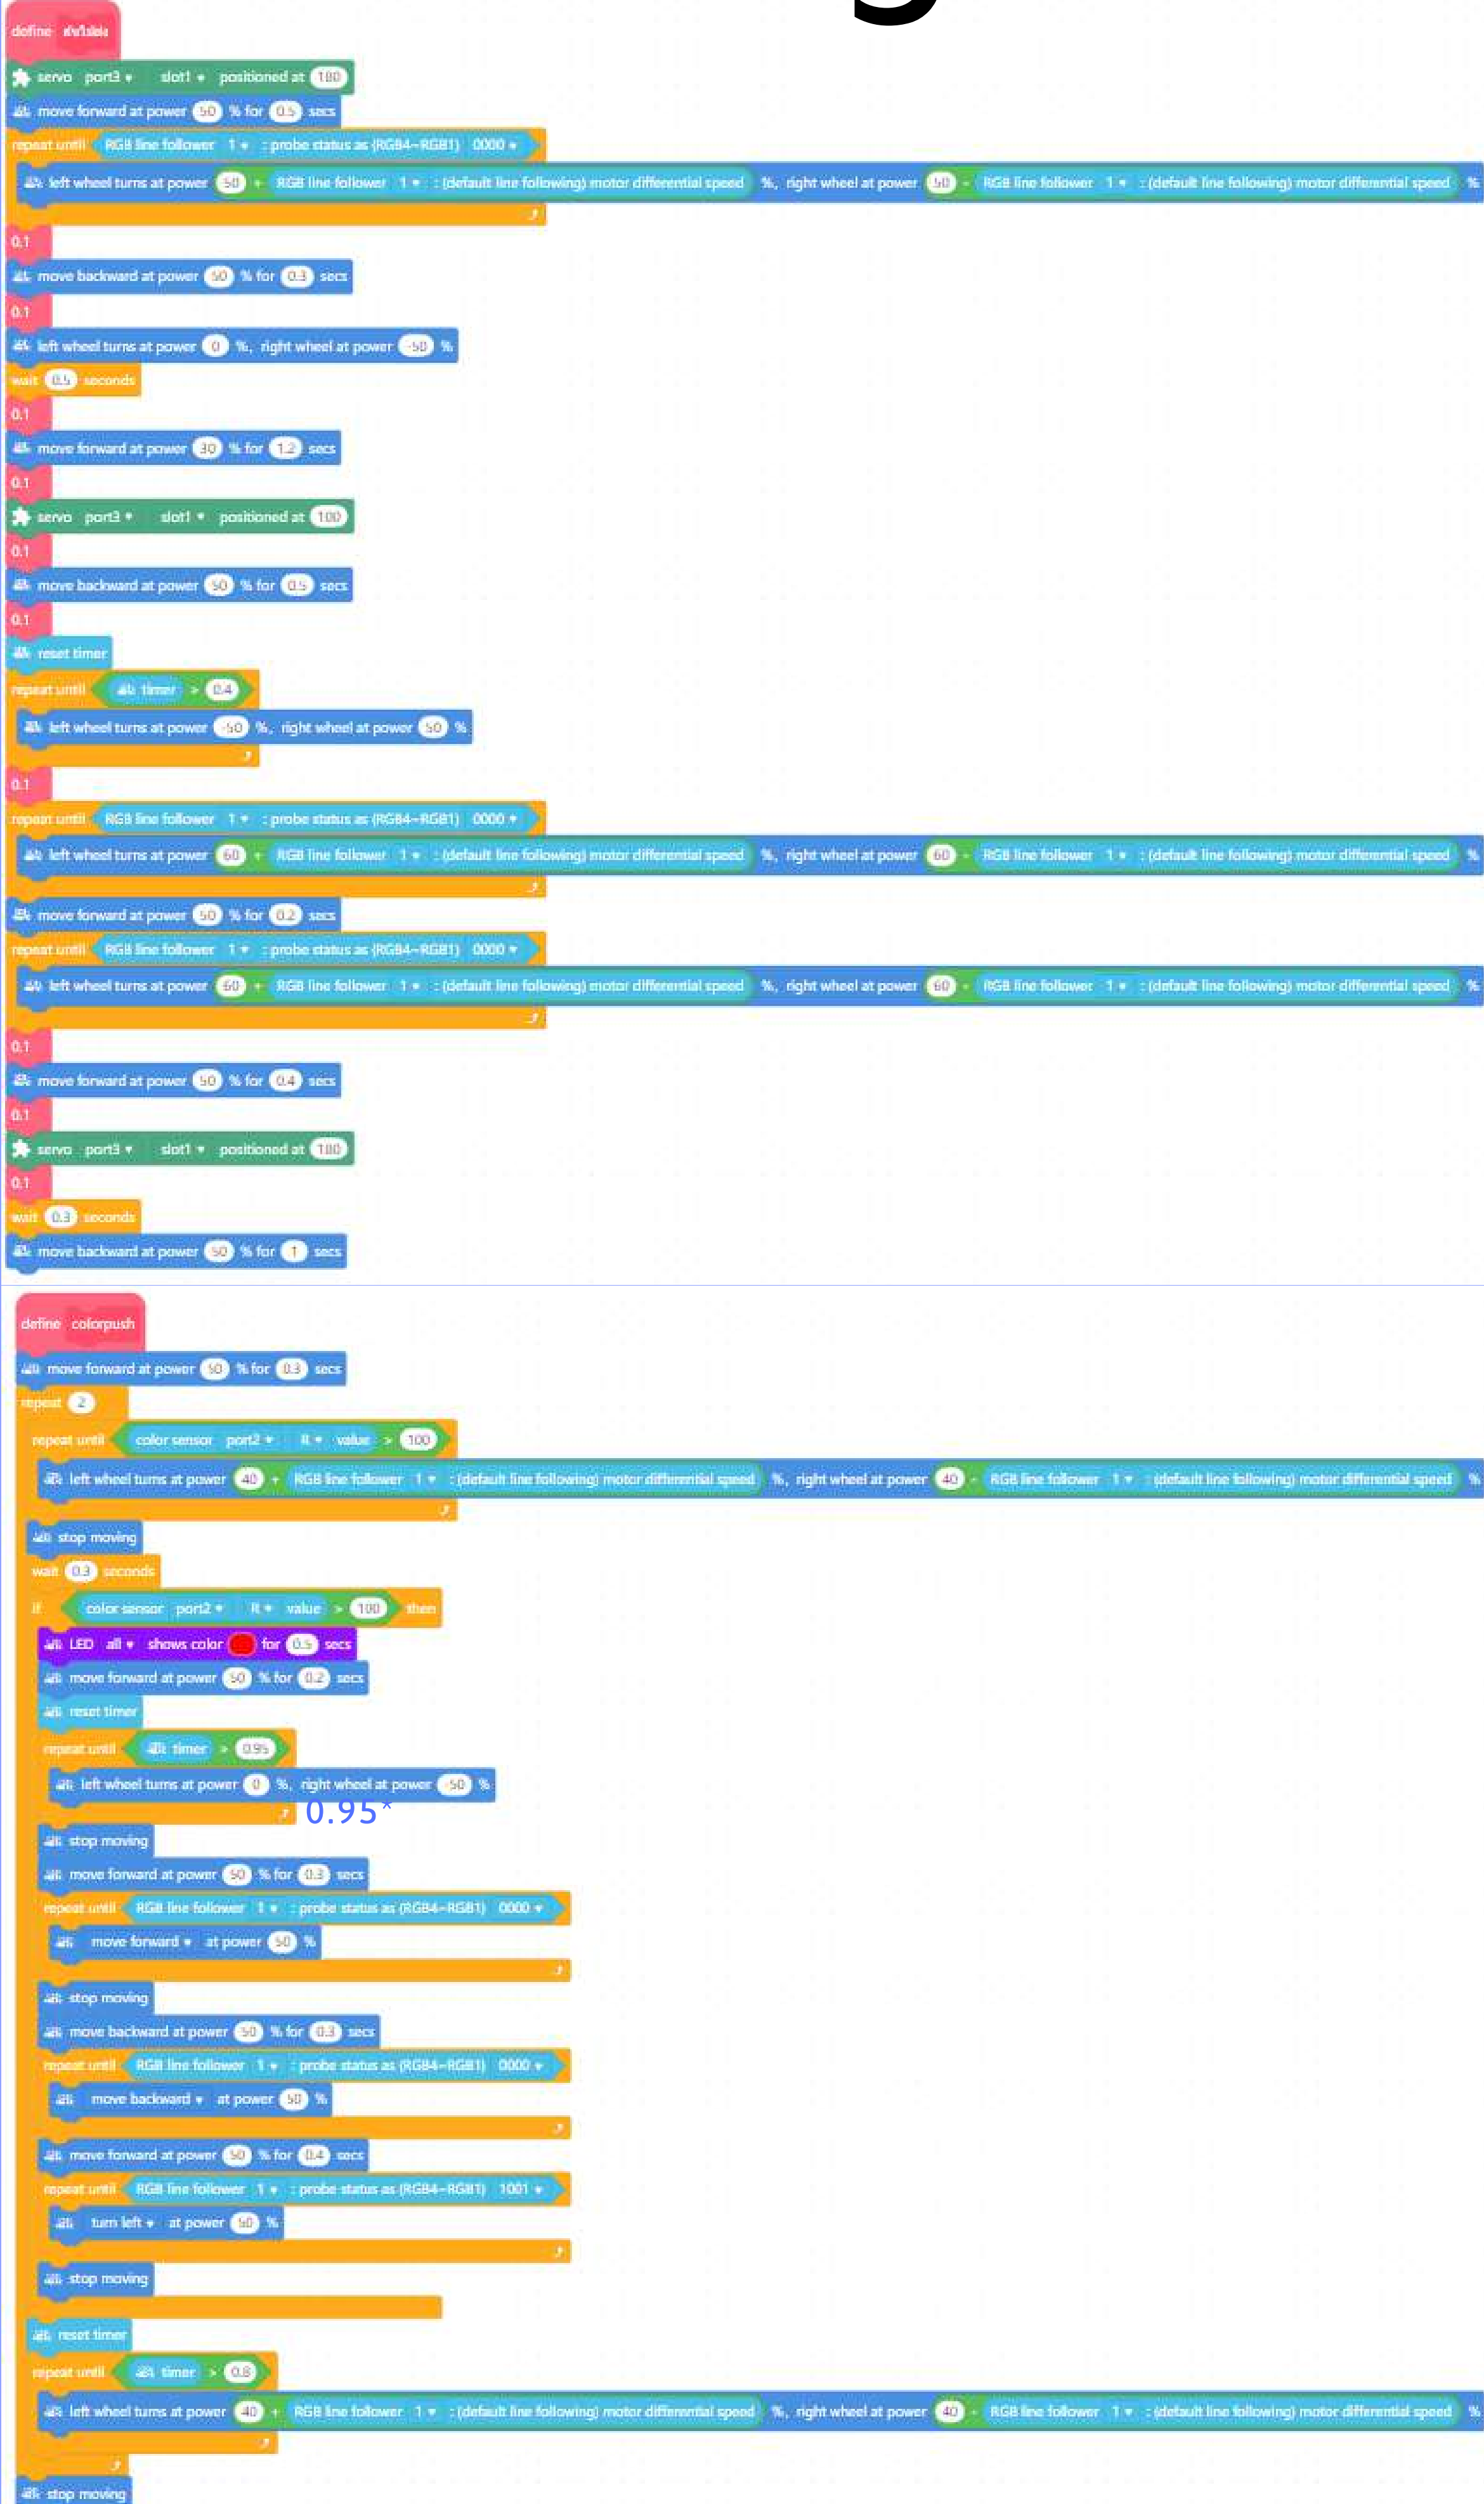 define
servo port3 slot1 positioned at 180
move forward at power 50 % for 0.5 secs
repeat until RGB line follower 1 : probe status as (RGB4~RGB1) 0000
left wheel turns at power 50 + RGB line follower 1 : (default line following) motor differential speed %, right wheel at power 50 - RGB line follower 1 : (default line following) motor differential speed %
0.1
move backward at power 50 % for 0.3 secs
0.1
left wheel turns at power 0 %, right wheel at power -50 %
wait 0.5 seconds
0.1
move forward at power 30 % for 1.2 secs
0.1
servo port3 slot1 positioned at 100
0.1
move backward at power 50 % for 0.5 secs
0.1
reset timer
repeat until timer > 0.4
left wheel turns at power -50 %, right wheel at power 50 %
0.1
repeat until RGB line follower 1 : probe status as (RGB4~RGB1) 0000
left wheel turns at power 60 + RGB line follower 1 : (default line following) motor differential speed %, right wheel at power 60 - RGB line follower 1 : (default line following) motor differential speed %
move forward at power 50 % for 0.2 secs
repeat until RGB line follower 1 : probe status as (RGB4~RGB1) 0000
left wheel turns at power 60 + RGB line follower 1 : (default line following) motor differential speed %, right wheel at power 60 - RGB line follower 1 : (default line following) motor differential speed %
0.1
move forward at power 50 % for 0.4 secs
0.1
servo port3 slot1 positioned at 180
0.1
wait 0.3 seconds
move backward at power 50 % for 1 secs
define colorpush
move forward at power 50 % for 0.3 secs
repeat 2
repeat until color sensor port2 R value > 100
left wheel turns at power 40 + RGB line follower 1 : (default line following) motor differential speed %, right wheel at power 40 - RGB line follower 1 : (default line following) motor differential speed %
stop moving
wait 0.3 seconds
if color sensor port2 R value > 100 then
LED all shows color for 0.5 secs
move forward at power 50 % for 0.2 secs
reset timer
repeat until timer > 0.95
left wheel turns at power 0 %, right wheel at power -50 %
0.95*
stop moving
move forward at power 50 % for 0.3 secs
repeat until RGB line follower 1 : probe status as (RGB4~RGB1) 0000
move forward at power 50 %
stop moving
move backward at power 50 % for 0.3 secs
repeat until RGB line follower 1 : probe status as (RGB4~RGB1) 0000
move backward at power 50 %
move forward at power 50 % for 0.4 secs
repeat until RGB line follower 1 : probe status as (RGB4~RGB1) 1001
turn left at power 50 %
stop moving
reset timer
repeat until timer > 0.8
left wheel turns at power 40 + RGB line follower 1 : (default line following) motor differential speed %, right wheel at power 40 - RGB line follower 1 : (default line following) motor differential speed %
stop moving